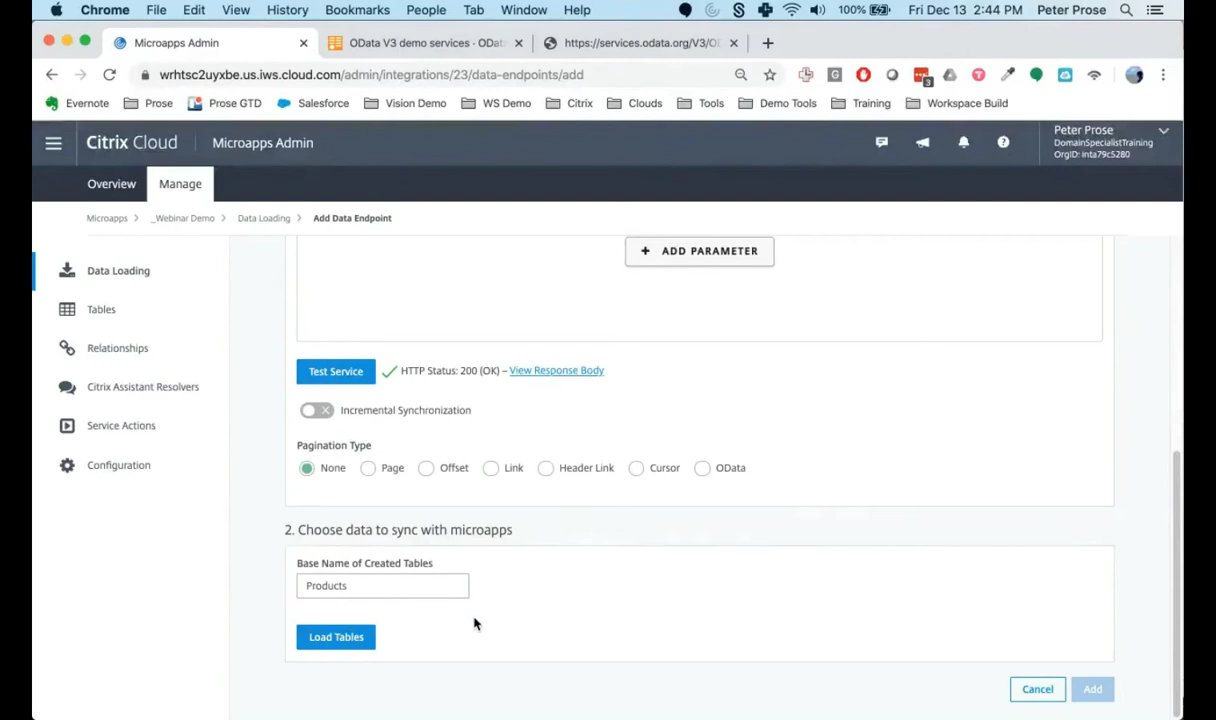 Chrome File Edit View History Bookmarks People Tab Window Help 100% Fri Dec 13 2:44 PM Peter Prose
Microapps Admin OData V3 demo services - OData https://services.odata.org/V3/OD
wrhtsc2uyxbe.us.iws.cloud.com/admin/integrations/23/data-endpoints/add 3
Evernote Prose Prose GTD Salesforce Vision Demo WS Demo Citrix Clouds Tools Demo Tools Training Workspace Build
Citrix Cloud Microapps Admin
Peter Prose
DomainSpecialistTraining
OrgID: inta79c5280
Overview Manage
Microapps > _Webinar Demo > Data Loading > Add Data Endpoint
Data Loading
Tables
Relationships
Citrix Assistant Resolvers
Service Actions
Configuration
+ ADD PARAMETER
Test Service HTTP Status: 200 (OK) – View Response Body
Incremental Synchronization
Pagination Type
None Page Offset Link Header Link Cursor OData
2. Choose data to sync with microapps
Base Name of Created Tables
Products
Load Tables
Cancel Add